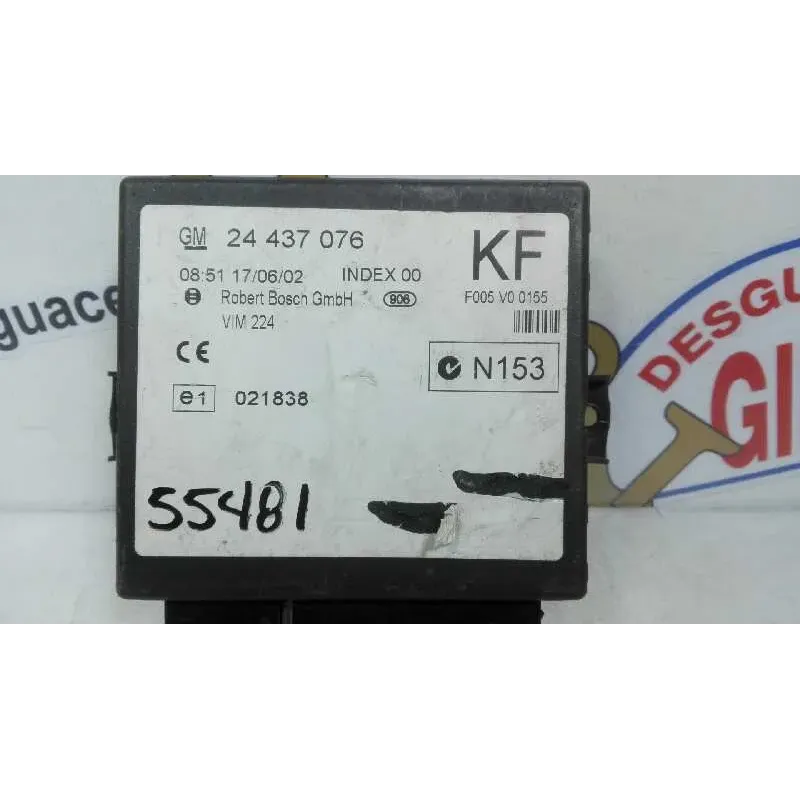 GM 24 437 076
KF
08:51 17/06/02 INDEX 00
Robert Bosch GmbH 906
F005 V0 0155
VIM 224
CE
N153
e1 021838
55481
guace
DESGU
GI